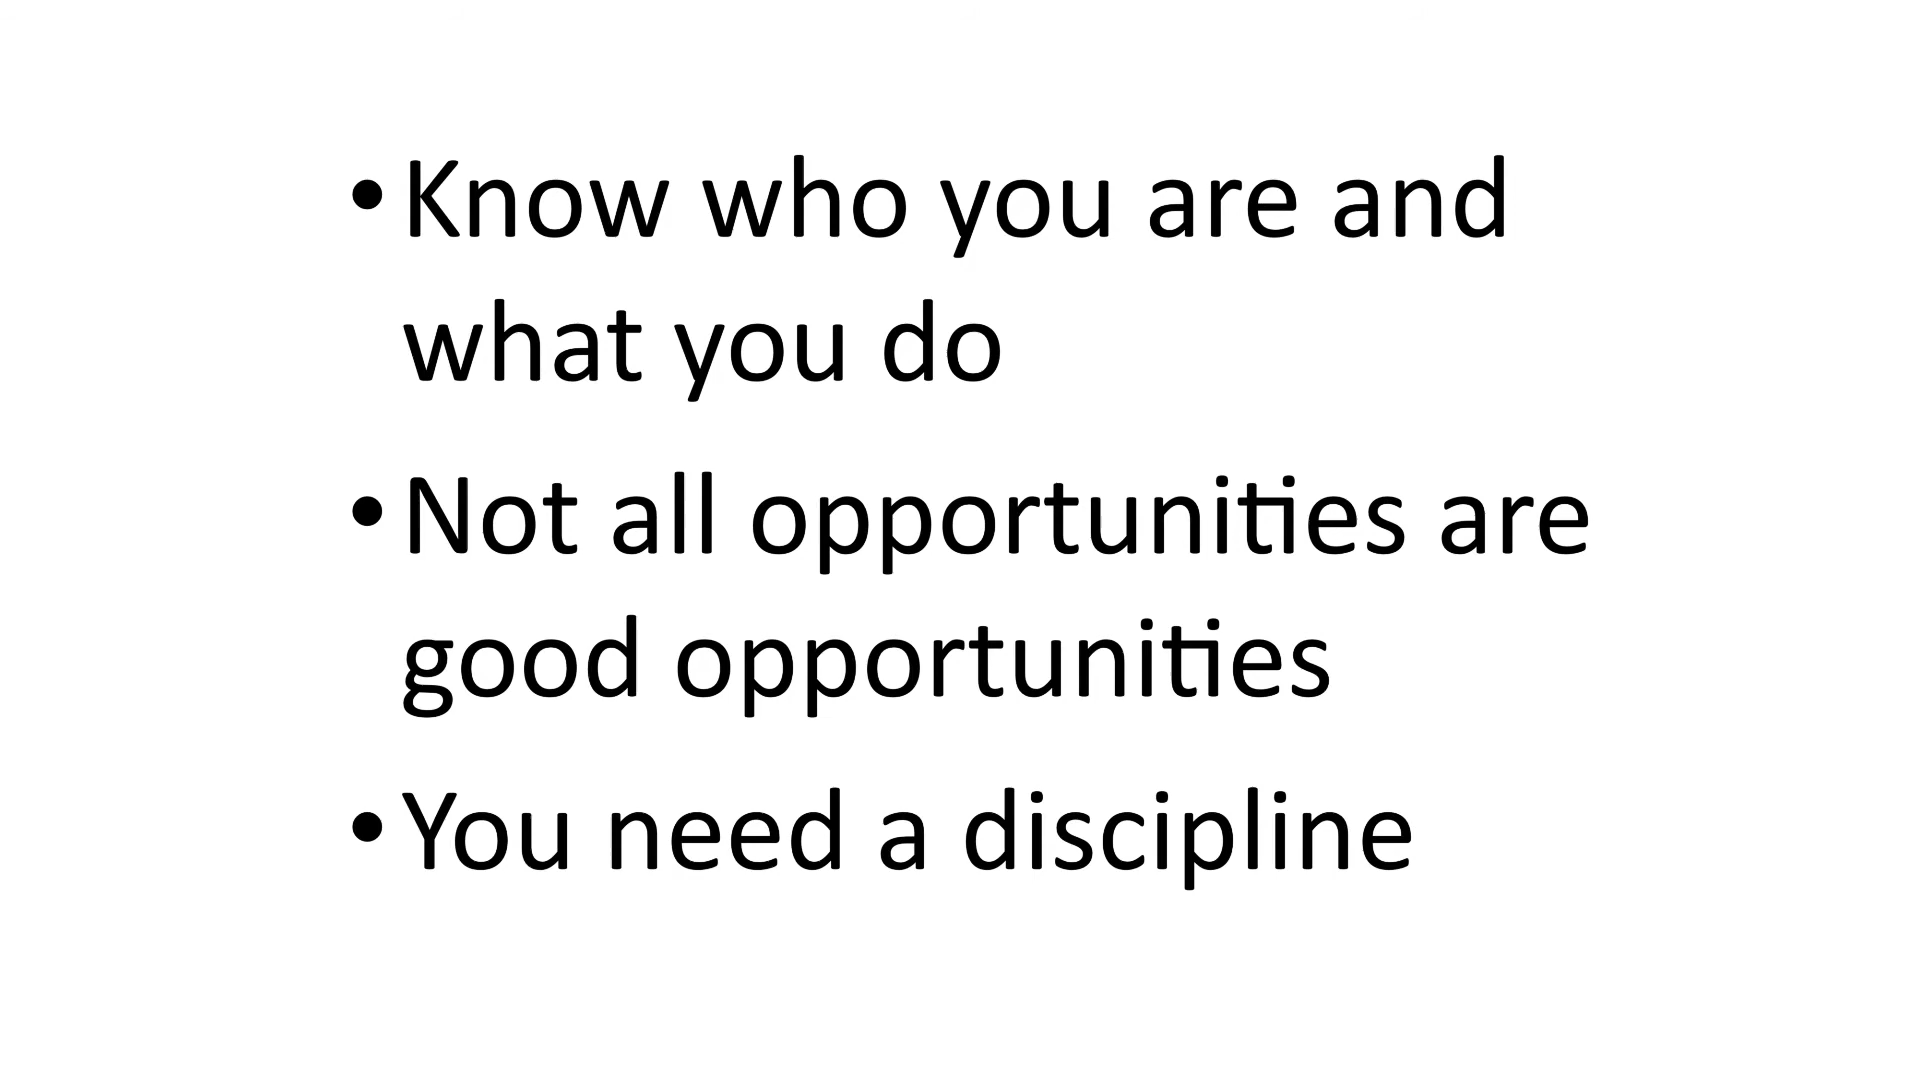 • Know who you are and
what you do
• Not all opportunities are
good opportunities
• You need a discipline